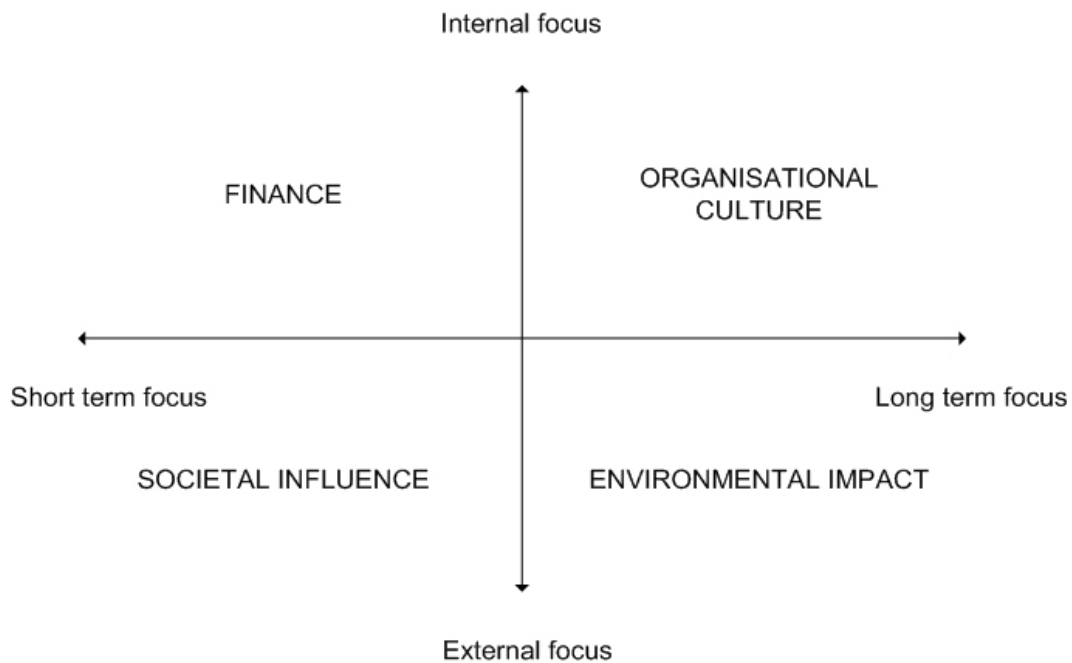 Internal focus
FINANCE
ORGANISATIONAL
CULTURE
Short term focus
Long term focus
SOCIETAL INFLUENCE
ENVIRONMENTAL IMPACT
External focus